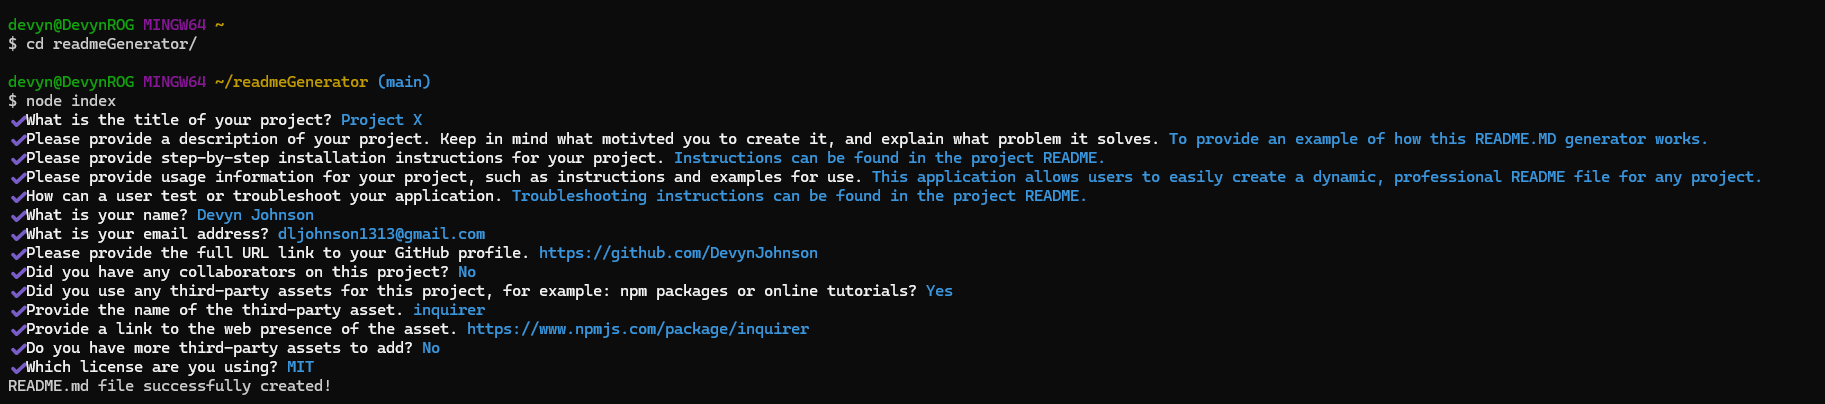 devyn@DevynROG MINGW64 ~
$ cd readmeGenerator/
devyn@DevynROG MINGW64 ~/readmeGenerator (main)
$ node index
✔What is the title of your project? Project X
✔Please provide a description of your project. Keep in mind what motivted you to create it, and explain what problem it solves. To provide an example of how this README.MD generator works.
✔Please provide step-by-step installation instructions for your project. Instructions can be found in the project README.
✔Please provide usage information for your project, such as instructions and examples for use. This application allows users to easily create a dynamic, professional README file for any project.
✔How can a user test or troubleshoot your application. Troubleshooting instructions can be found in the project README.
✔What is your name? Devyn Johnson
✔What is your email address? dljohnson1313@gmail.com
✔Please provide the full URL link to your GitHub profile. https://github.com/DevynJohnson
✔Did you have any collaborators on this project? No
✔Did you use any third-party assets for this project, for example: npm packages or online tutorials? Yes
✔Provide the name of the third-party asset. inquirer
✔Provide a link to the web presence of the asset. https://www.npmjs.com/package/inquirer
✔Do you have more third-party assets to add? No
✔Which license are you using? MIT
README.md file successfully created!